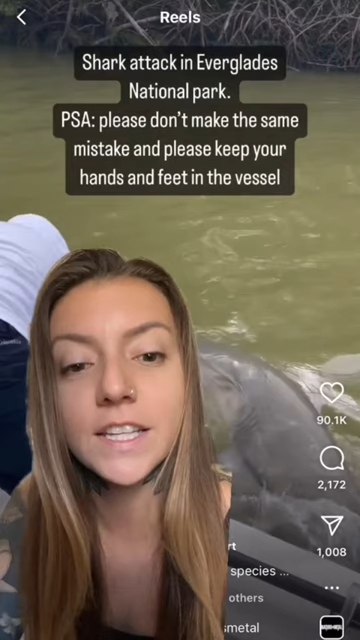 Reels
Shark attack in Everglades
National park.
PSA: please don't make the same
mistake and please keep your
hands and feet in the vessel
90.1K
2,172
1,008
rt
species ...
others
smetal